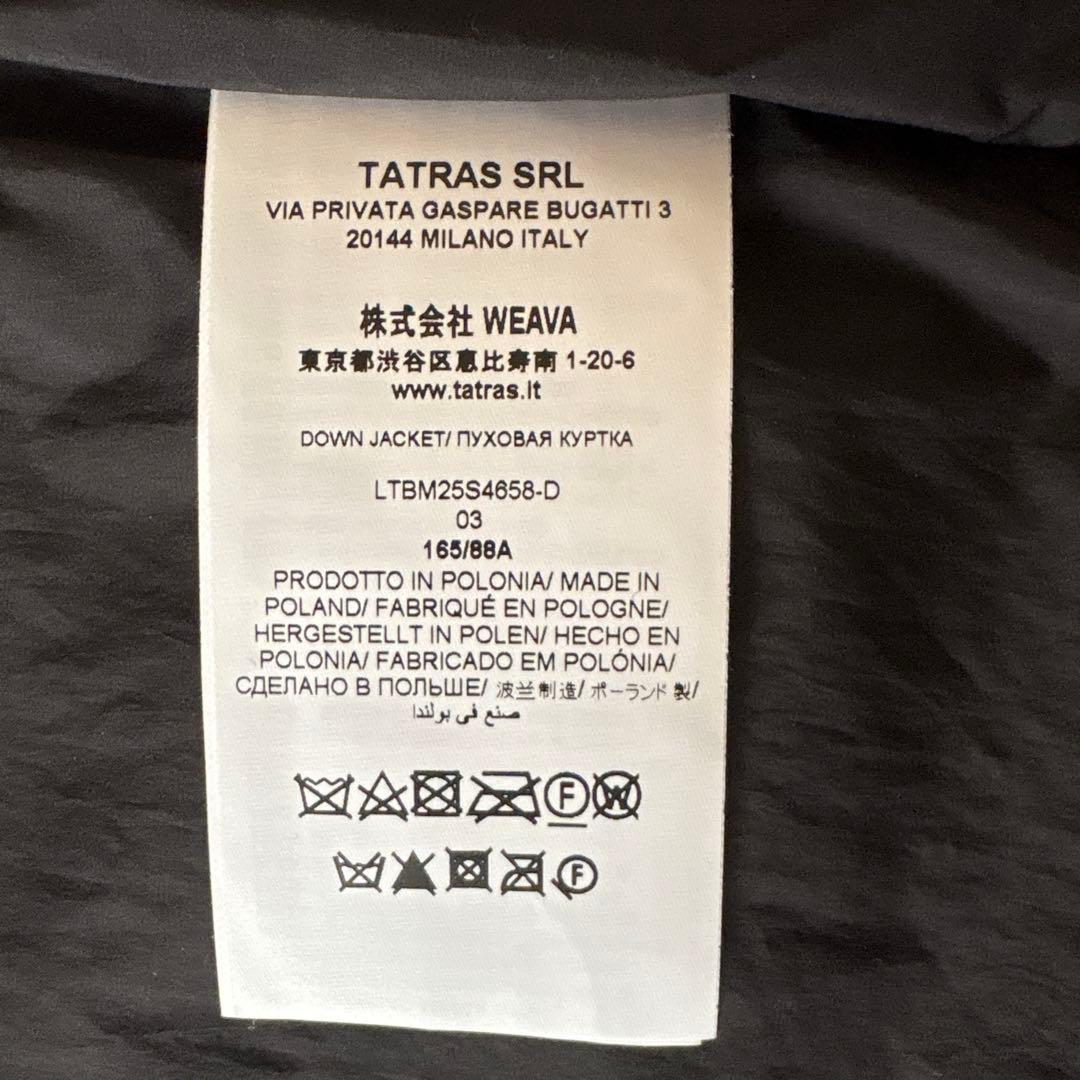 TATRAS SRL
VIA PRIVATA GASPARE BUGATTI 3
20144 MILANO ITALY
株式会社 WEAVA
東京都渋谷区恵比寿南 1-20-6
www.tatras.it
DOWN JACKET/ ПУХОВАЯ КУРТКА
LTBM25S4658-D
03
165/88A
PRODOTTO IN POLONIA/ MADE IN
POLAND/ FABRIQUÉ EN POLOGNE/
HERGESTELLT IN POLEN/ HECHO EN
POLONIA/ FABRICADO EM POLÓNIA/
СДЕЛАНО В ПОЛЬШЕ/ 波兰制造/ ポーランド製/
صنع في بولندا
F W
F